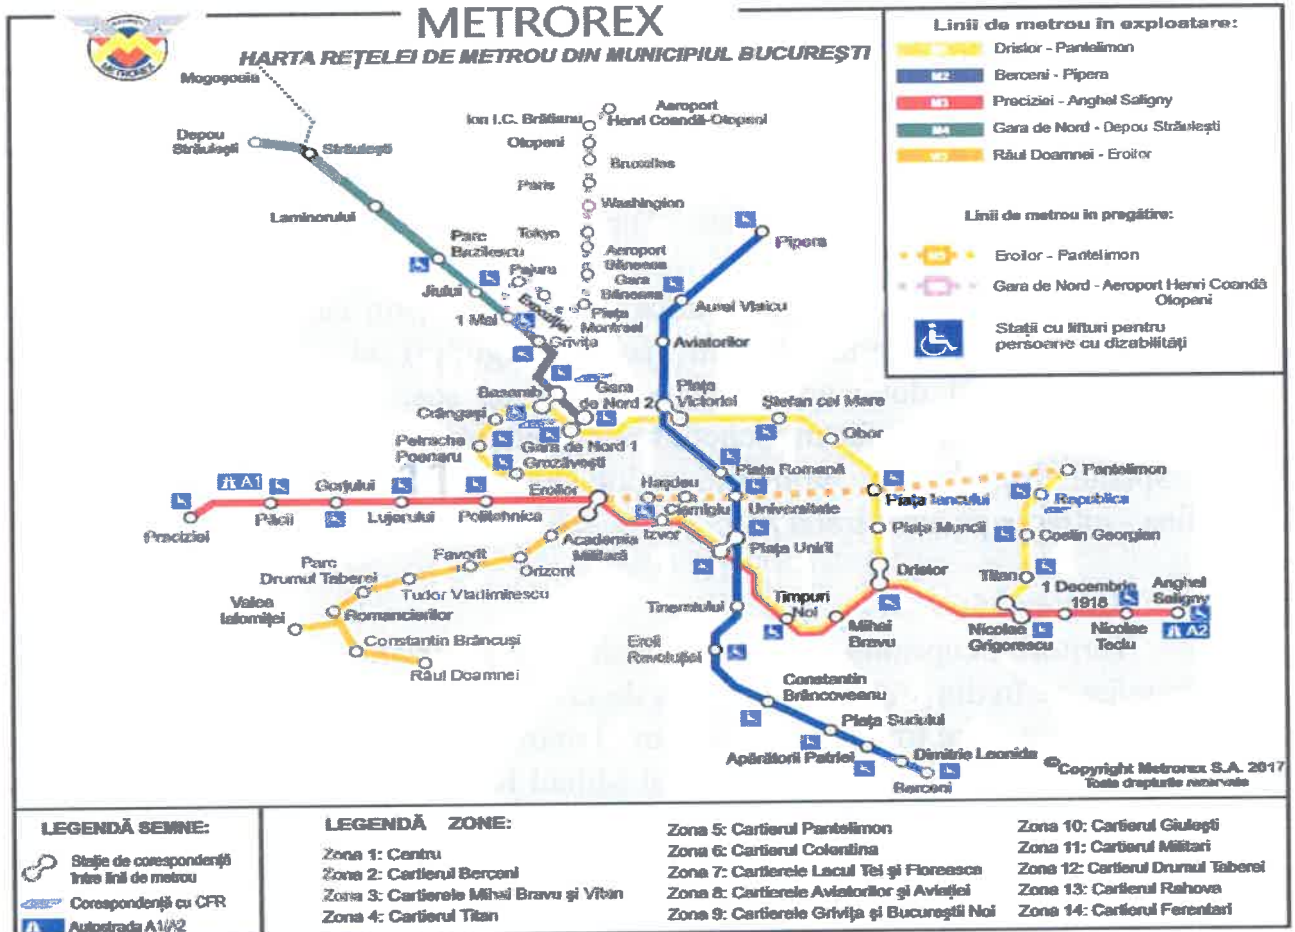 METROREX
HARTA REȚELEI DE METROU DIN MUNICIPIUL BUCUREȘTI
METROREX
Linii de metrou în exploatare:
Dristor - Pantelimon
M2 Berceni - Pipera
M3 Preciziei - Anghel Saligny
M4 Gara de Nord - Depou Străulești
M5 Râul Doamnei - Eroilor
Linii de metrou în pregătire:
M5 Eroilor - Pantelimon
Gara de Nord - Aeroport Henri Coandă
Otopeni
Stații cu lifturi pentru
persoane cu dizabilități
Mogoșoaia
Depou
Străulești
Străulești
Laminorului
Parc
Bazilescu
Jiului
1 Mai
Pajura
Expoziției
Grivița
Basarab
Gara
de Nord 2
Crângași
Petrache
Poenaru
Gara de Nord 1
Grozăvești
Eroilor
Ion I.C. Brătianu
Aeroport
Henri Coandă-Otopeni
Otopeni
Bruxelles
Paris
Washington
Tokyo
Aeroport
Băneasa
Gara
Băneasa
Piața
Montreal
Pipera
Aurel Vlaicu
Aviatorilor
Piața
Victoriei
Ștefan cel Mare
Obor
Piața Romană
Hașdeu
Cișmigiu
Universitate
Piața Iancului
Pantelimon
Republica
Costin Georgian
Titan
A1
Preciziei
Păcii
Gorjului
Lujerului
Politehnica
Izvor
Piața Unirii
Piața Muncii
Dristor
Academia
Militară
Orizont
Favorit
Parc
Drumul Taberei
Tudor Vladimirescu
Valea
Ialomiței
Romancierilor
Constantin Brâncuși
Râul Doamnei
Tineretului
Timpuri
Noi
Mihai
Bravu
Nicolae
Grigorescu
1 Decembrie
1918
Nicolae
Teclu
Anghel
Saligny
A2
Eroii
Revoluției
Constantin
Brâncoveanu
Piața Sudului
Apărătorii Patriei
Dimitrie Leonida
Berceni
©Copyright Metrorex S.A. 2017
Toate drepturile rezervate
LEGENDĂ SEMNE:
Stație de corespondență
între linii de metrou
Corespondență cu CFR
Autostrada A1/A2
LEGENDĂ ZONE:
Zona 1: Centru
Zona 2: Cartierul Berceni
Zona 3: Cartierele Mihai Bravu și Vitan
Zona 4: Cartierul Titan
Zona 5: Cartierul Pantelimon
Zona 6: Cartierul Colentina
Zona 7: Cartierele Lacul Tei și Floreasca
Zona 8: Cartierele Aviatorilor și Aviației
Zona 9: Cartierele Grivița și Bucureștii Noi
Zona 10: Cartierul Giulești
Zona 11: Cartierul Militari
Zona 12: Cartierul Drumul Taberei
Zona 13: Cartierul Rahova
Zona 14: Cartierul Ferentari